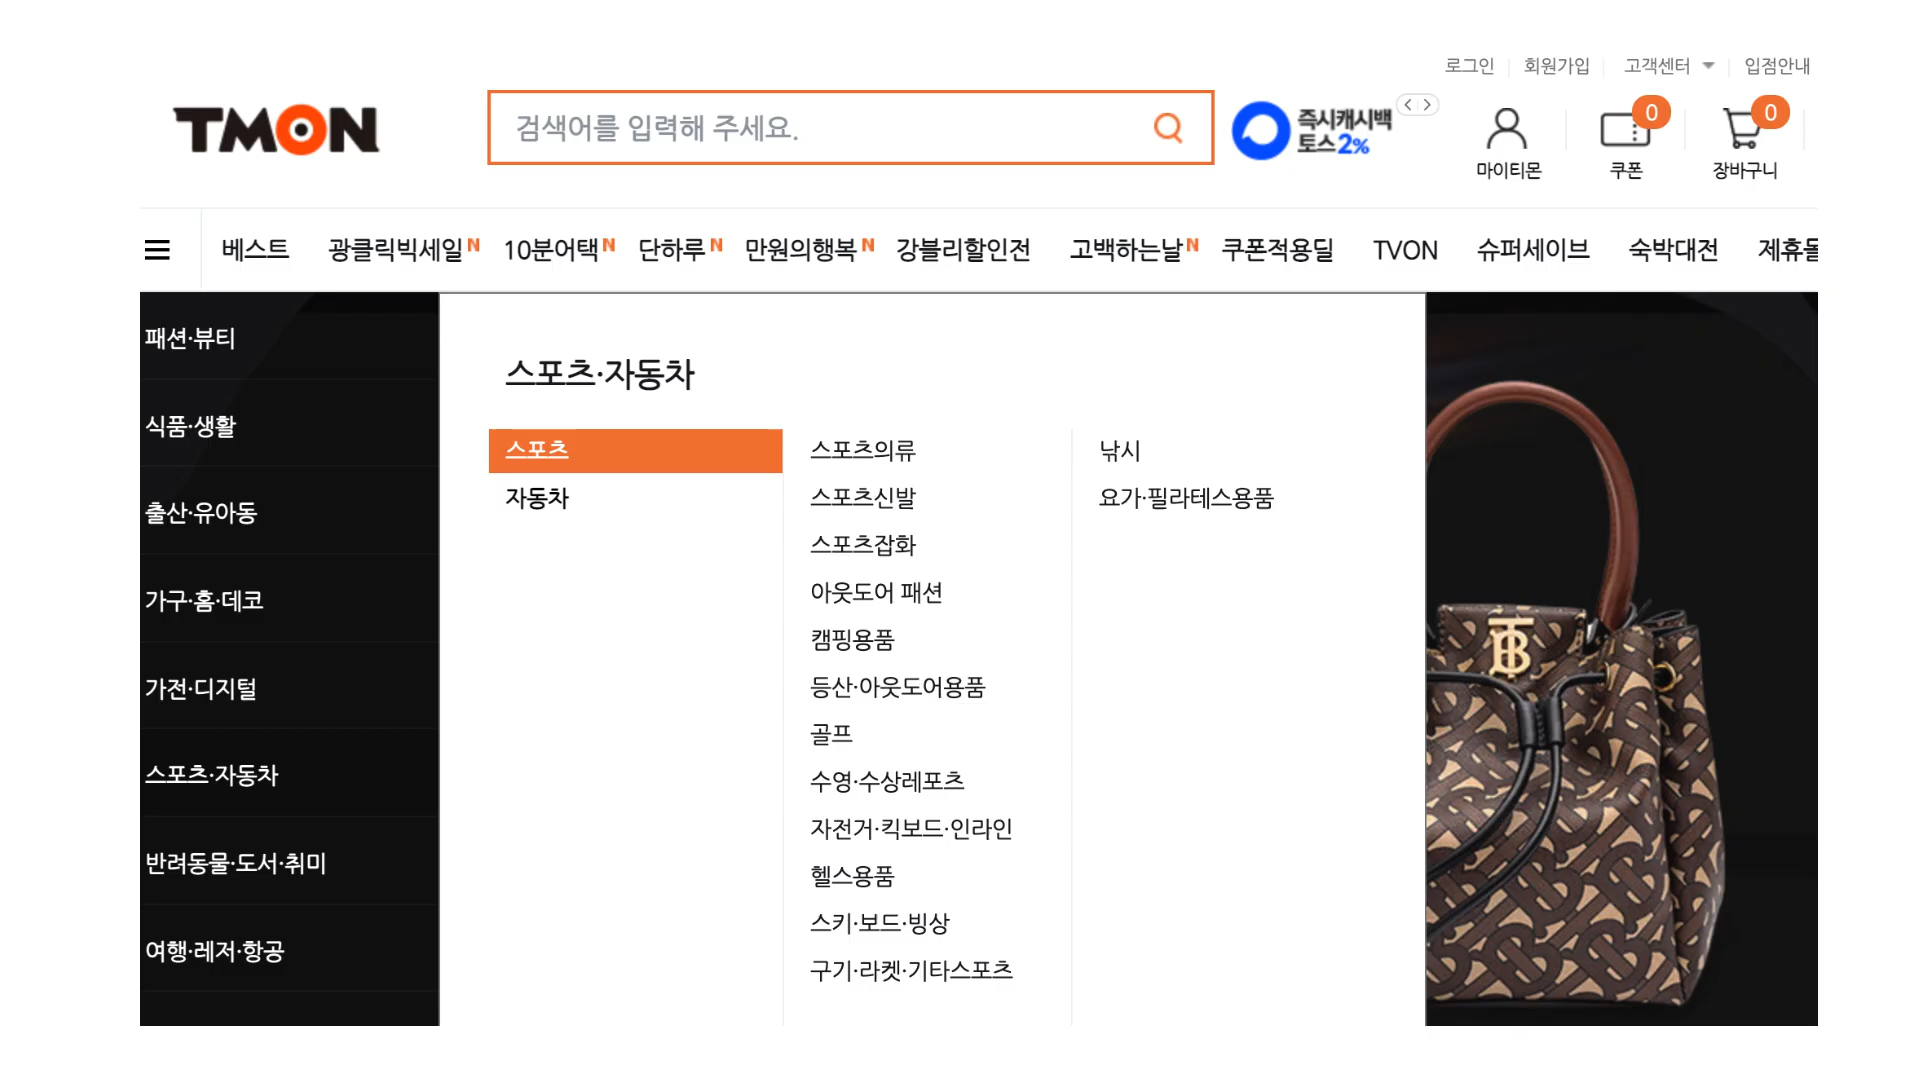 로그인 회원가입 고객센터 입점안내
TMON
검색어를 입력해 주세요.
즉시캐시백
토스 2%
0
0
마이티몬 쿠폰 장바구니
베스트 광클릭빅세일 N 10분어택 N 단하루 N 만원의행복 N 강블리할인전 고백하는날 N 쿠폰적용딜 TVON 슈퍼세이브 숙박대전 제휴몰
패션·뷰티
식품·생활
출산·유아동
가구·홈·데코
가전·디지털
스포츠·자동차
반려동물·도서·취미
여행·레저·항공
스포츠·자동차
스포츠
자동차
스포츠의류
스포츠신발
스포츠잡화
아웃도어 패션
캠핑용품
등산·아웃도어용품
골프
수영·수상레포츠
자전거·킥보드·인라인
헬스용품
스키·보드·빙상
구기·라켓·기타스포츠
낚시
요가·필라테스용품
TB